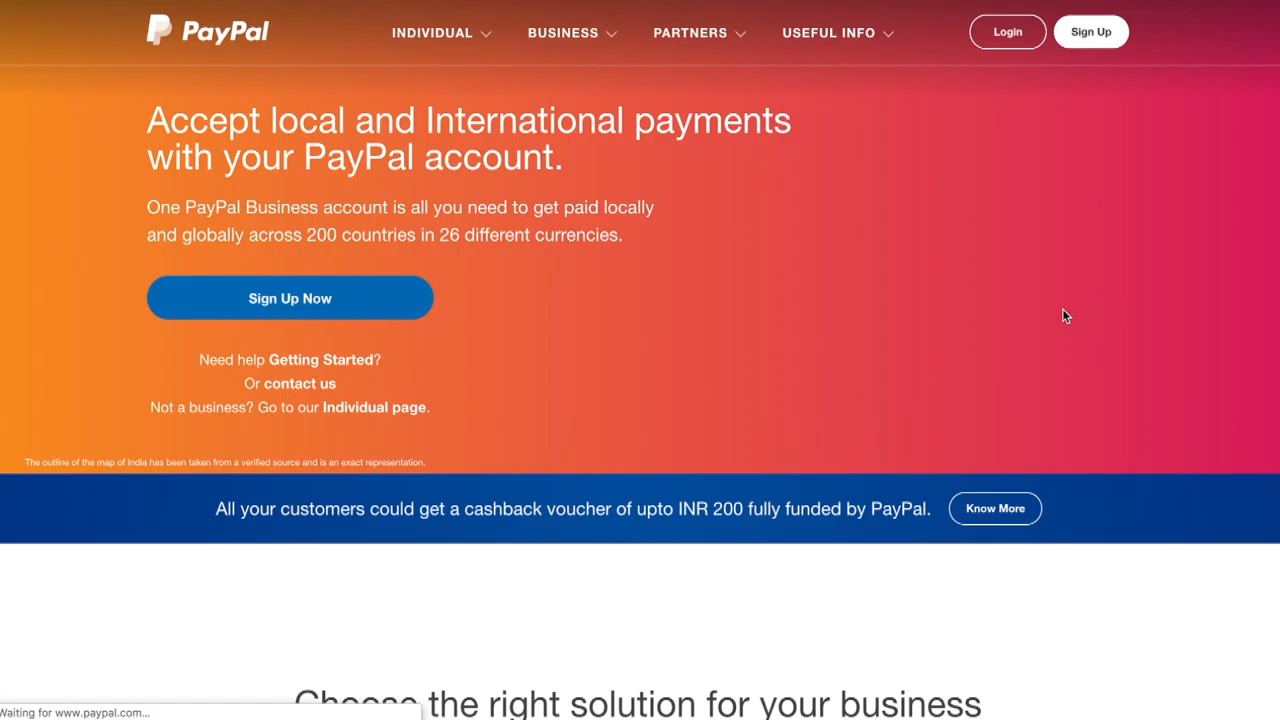 PayPal
INDIVIDUAL
BUSINESS
PARTNERS
USEFUL INFO
Login
Sign Up
Accept local and International payments
with your PayPal account.
One PayPal Business account is all you need to get paid locally
and globally across 200 countries in 26 different currencies.
Sign Up Now
Need help Getting Started?
Or contact us
Not a business? Go to our Individual page.
The outline of the map of India has been taken from a verified source and is an exact representation.
All your customers could get a cashback voucher of upto INR 200 fully funded by PayPal.
Know More
Choose the right solution for your business
Waiting for www.paypal.com...